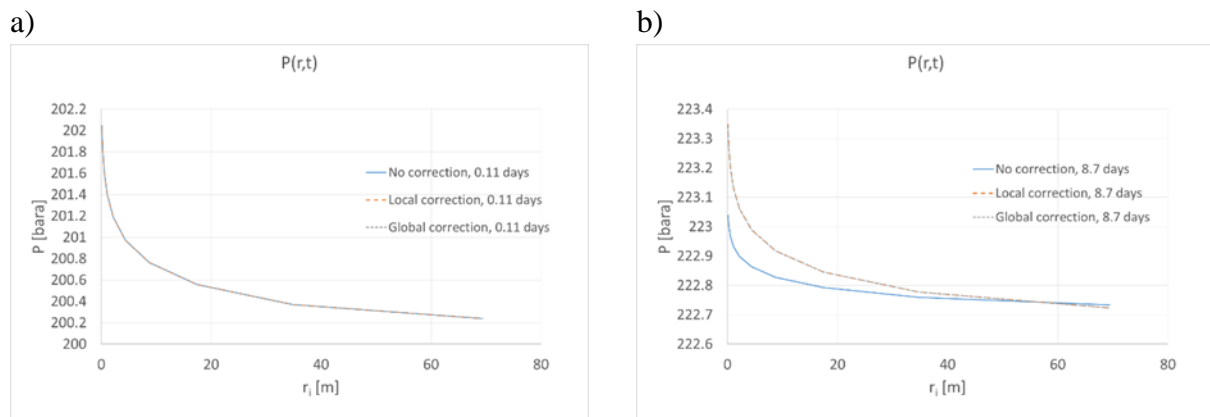 a)
P(r,t)
202.2
202
201.8
201.6
201.4
201.2
201
200.8
200.6
200.4
200.2
200
P [bara]
No correction, 0.11 days
Local correction, 0.11 days
Global correction, 0.11 days
0 20 40 60 80
r_i [m]
b)
P(r,t)
223.4
223.3
223.2
223.1
223
222.9
222.8
222.7
222.6
P [bara]
No correction, 8.7 days
Local correction, 8.7 days
Global correction, 8.7 days
0 20 40 60 80
r_i [m]